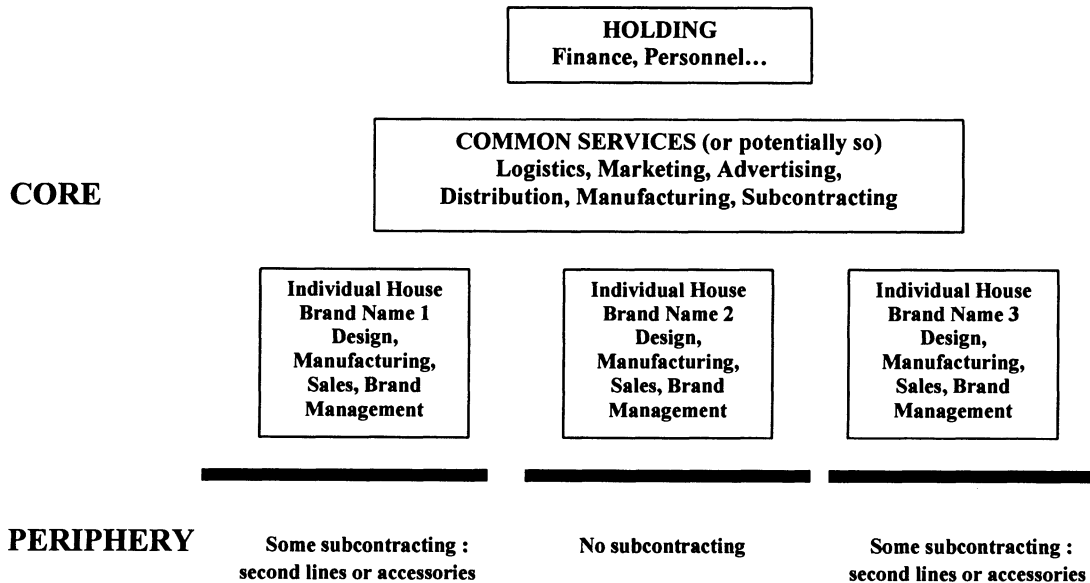 HOLDING
Finance, Personnel...
COMMON SERVICES (or potentially so)
Logistics, Marketing, Advertising,
Distribution, Manufacturing, Subcontracting
CORE
Individual House
Brand Name 1
Design,
Manufacturing,
Sales, Brand
Management
Individual House
Brand Name 2
Design,
Manufacturing,
Sales, Brand
Management
Individual House
Brand Name 3
Design,
Manufacturing,
Sales, Brand
Management
PERIPHERY
Some subcontracting :
second lines or accessories
No subcontracting
Some subcontracting :
second lines or accessories